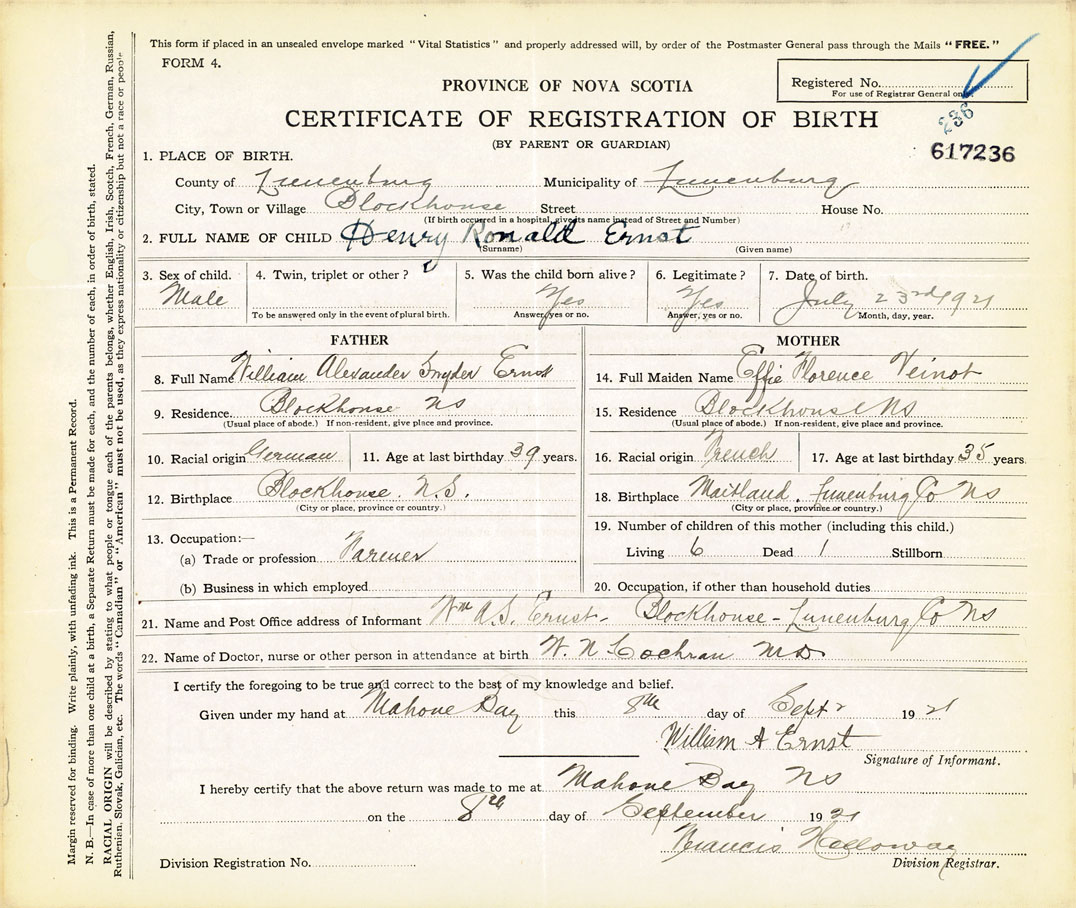 This form if placed in an unsealed envelope marked "Vital Statistics" and properly addressed will, by order of the Postmaster General pass through the Mails "FREE."
FORM 4.
Registered No.
For use of Registrar General only.
PROVINCE OF NOVA SCOTIA
236
CERTIFICATE OF REGISTRATION OF BIRTH
(BY PARENT OR GUARDIAN)
617236
1. PLACE OF BIRTH.
County of Lunenburg Municipality of Lunenburg
City, Town or Village Blockhouse Street House No.
(If birth occurred in a hospital, give its name instead of Street and Number)
2. FULL NAME OF CHILD Henry Ronald Ernst
(Surname) (Given name)
3. Sex of child. Male
4. Twin, triplet or other?
To be answered only in the event of plural birth.
5. Was the child born alive? Yes
Answer, yes or no.
6. Legitimate? Yes
Answer, yes or no.
7. Date of birth. July 23rd 1921
Month, day, year.
FATHER
8. Full Name William Alexander Snyder Ernst
9. Residence. Blockhouse NS
(Usual place of abode.) If non-resident, give place and province.
10. Racial origin German 11. Age at last birthday 39 years.
12. Birthplace Blockhouse. N.S.
(City or place, province or country.)
13. Occupation:—
(a) Trade or profession Farmer
(b) Business in which employed
MOTHER
14. Full Maiden Name Effie Florence Veinot
15. Residence Blockhouse NS
(Usual place of abode.) If non-resident, give place and province.
16. Racial origin French 17. Age at last birthday 35 years
18. Birthplace Maitland. Lunenburg Co NS
(City or place, province or country.)
19. Number of children of this mother (including this child.)
Living 6 Dead 1 Stillborn
20. Occupation, if other than household duties
21. Name and Post Office address of Informant Wm A.S. Ernst - Blockhouse - Lunenburg Co NS
22. Name of Doctor, nurse or other person in attendance at birth W. N Cochran MD
I certify the foregoing to be true and correct to the best of my knowledge and belief.
Given under my hand at Mahone Bay this 8th day of Sept 1921
William A Ernst
Signature of Informant.
I hereby certify that the above return was made to me at Mahone Bay NS
on the 8th day of September 1921
Francis Holloway
Division Registration No. Division Registrar.
Margin reserved for binding. Write plainly, with unfading ink. This is a Permanent Record.
N. B.—In case of more than one child at a birth, a Separate Return must be made for each, and the number of each, in order of birth, stated.
RACIAL ORIGIN will be described by stating to what people or tongue each of the parents belongs, whether English, Irish, Scotch, French, German, Russian,
Ruthenian, Slovak, Galician, etc. The words "Canadian" or "American" must not be used, as they express nationality or citizenship but not a race or people